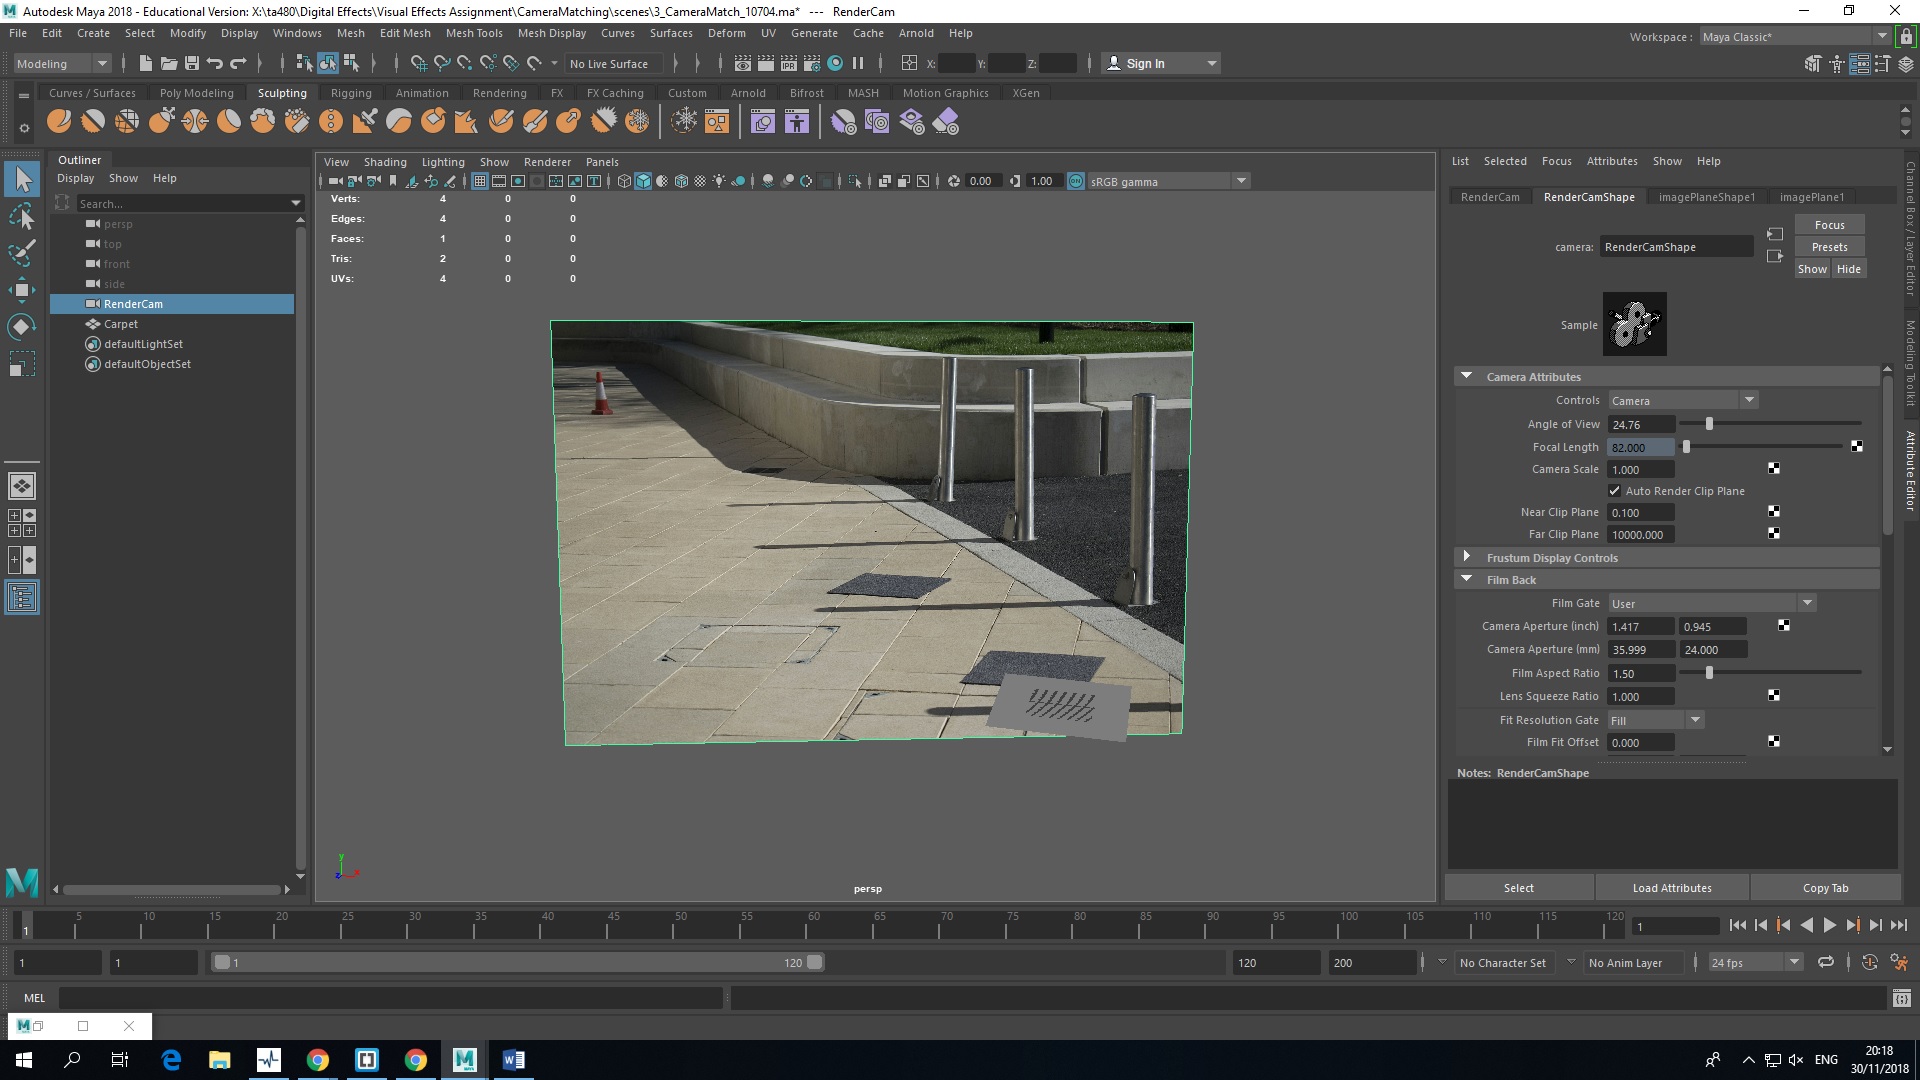 Autodesk Maya 2018 - Educational Version: X:\ta480\Digital Effects\Visual Effects Assignment\CameraMatching\scenes\3_CameraMatch_10704.ma* --- RenderCam
File Edit Create Select Modify Display Windows Mesh Edit Mesh Mesh Tools Mesh Display Curves Surfaces Deform UV Generate Cache Arnold Help
Workspace : Maya Classic*
Modeling No Live Surface X: Y: Z: Sign In
Curves / Surfaces Poly Modeling Sculpting Rigging Animation Rendering FX FX Caching Custom Arnold Bifrost MASH Motion Graphics XGen
Outliner
Display Show Help
Search...
persp
top
front
side
RenderCam
Carpet
defaultLightSet
defaultObjectSet
View Shading Lighting Show Renderer Panels
0.00 1.00 ON sRGB gamma
Verts: 4 0 0
Edges: 4 0 0
Faces: 1 0 0
Tris: 2 0 0
UVs: 4 0 0
y
z x
persp
List Selected Focus Attributes Show Help
RenderCam RenderCamShape imagePlaneShape1 imagePlane1
camera: RenderCamShape
Focus
Presets
Show Hide
Sample
Camera Attributes
Controls Camera
Angle of View 24.76
Focal Length 82.000
Camera Scale 1.000
Auto Render Clip Plane
Near Clip Plane 0.100
Far Clip Plane 10000.000
Frustum Display Controls
Film Back
Film Gate User
Camera Aperture (inch) 1.417 0.945
Camera Aperture (mm) 35.999 24.000
Film Aspect Ratio 1.50
Lens Squeeze Ratio 1.000
Fit Resolution Gate Fill
Film Fit Offset 0.000
Notes: RenderCamShape
Select Load Attributes Copy Tab
Channel Box / Layer Editor
Modeling Toolkit
Attribute Editor
1 5 10 15 20 25 30 35 40 45 50 55 60 65 70 75 80 85 90 95 100 105 110 115 120 1
1 1 1 120 120 200 No Character Set No Anim Layer 24 fps
MEL
ENG
20:18
30/11/2018